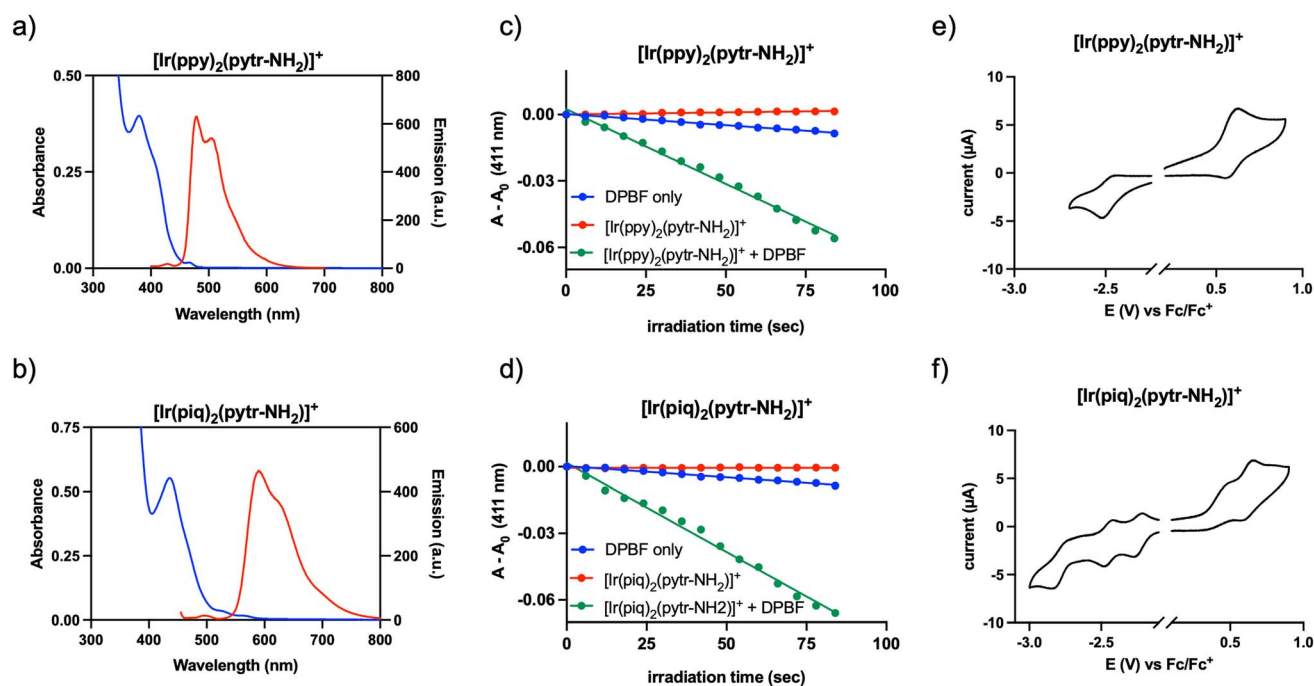 a)
[Ir(ppy)₂(pytr-NH₂)]⁺
0.50
0.25
0.00
Absorbance
800
600
400
200
0
Emission (a.u.)
300 400 500 600 700 800
Wavelength (nm)
c)
[Ir(ppy)₂(pytr-NH₂)]⁺
0.00
-0.03
-0.06
A - A₀ (411 nm)
DPBF only
[Ir(ppy)₂(pytr-NH₂)]⁺
[Ir(ppy)₂(pytr-NH₂)]⁺ + DPBF
0 25 50 75 100
irradiation time (sec)
e)
[Ir(ppy)₂(pytr-NH₂)]⁺
10
5
0
-5
-10
current (µA)
-3.0 -2.5 0.5 1.0
E (V) vs Fc/Fc⁺
b)
[Ir(piq)₂(pytr-NH₂)]⁺
0.75
0.50
0.25
0.00
Absorbance
600
400
200
0
Emission (a.u.)
300 400 500 600 700 800
Wavelength (nm)
d)
[Ir(piq)₂(pytr-NH₂)]⁺
0.00
-0.03
-0.06
A - A₀ (411 nm)
DPBF only
[Ir(piq)₂(pytr-NH₂)]⁺
[Ir(piq)₂(pytr-NH2)]⁺ + DPBF
0 25 50 75 100
irradiation time (sec)
f)
[Ir(piq)₂(pytr-NH₂)]⁺
10
5
0
-5
-10
current (µA)
-3.0 -2.5 0.5 1.0
E (V) vs Fc/Fc⁺